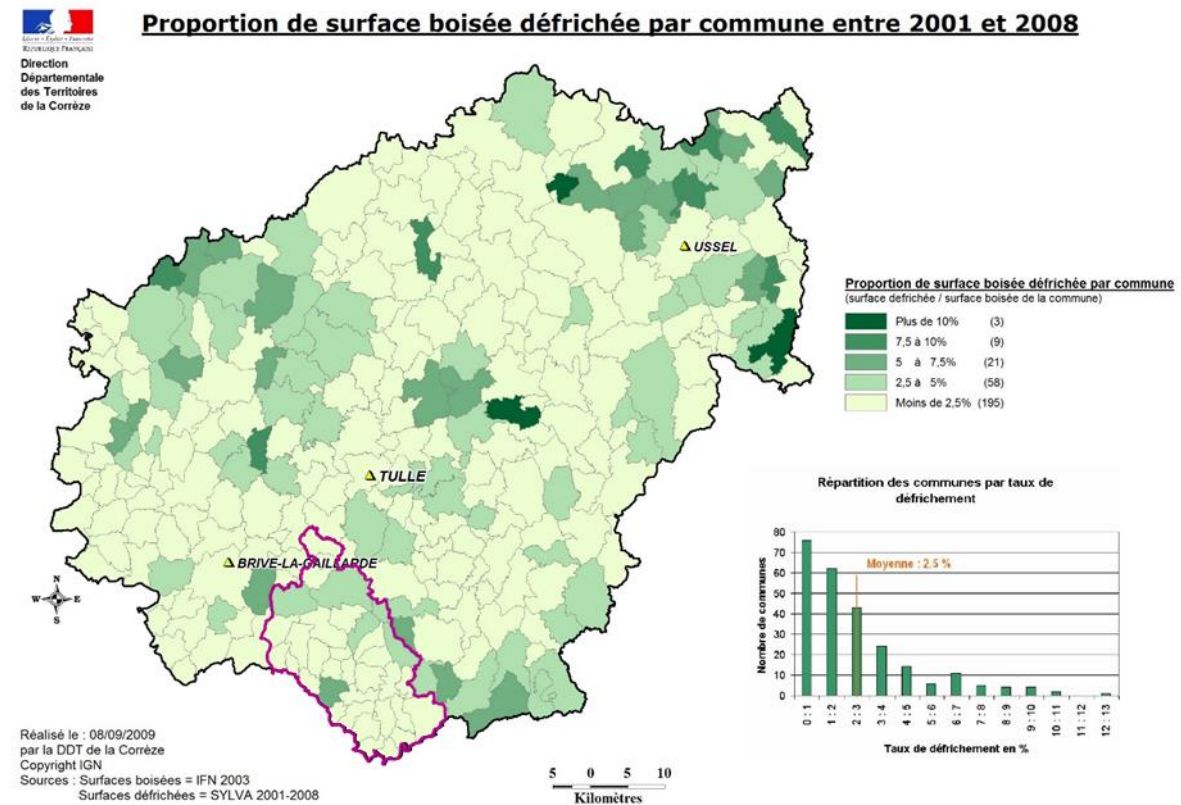 Proportion de surface boisée défrichée par commune entre 2001 et 2008
Liberté • Égalité • Fraternité
RÉPUBLIQUE FRANÇAISE
Direction
Départementale
des Territoires
de la Corrèze
USSEL
TULLE
BRIVE-LA-GAILLARDE
N
W E
S
Proportion de surface boisée défrichée par commune
(surface defrichée / surface boisée de la commune)
Plus de 10% (3)
7,5 à 10% (9)
5 à 7,5% (21)
2,5 à 5% (58)
Moins de 2,5% (195)
Répartition des communes par taux de
défrichement
Nombre de communes
80
70
60
50
40
30
20
10
0
Moyenne : 2,5 %
0 : 1
1 : 2
2 : 3
3 : 4
4 : 5
5 : 6
6 : 7
7 : 8
8 : 9
9 : 10
10 : 11
11 : 12
12 : 13
Taux de défrichement en %
Réalisé le : 08/09/2009
par la DDT de la Corrèze
Copyright IGN
Sources : Surfaces boisées = IFN 2003
Surfaces défrichées = SYLVA 2001-2008
5 0 5 10
Kilomètres